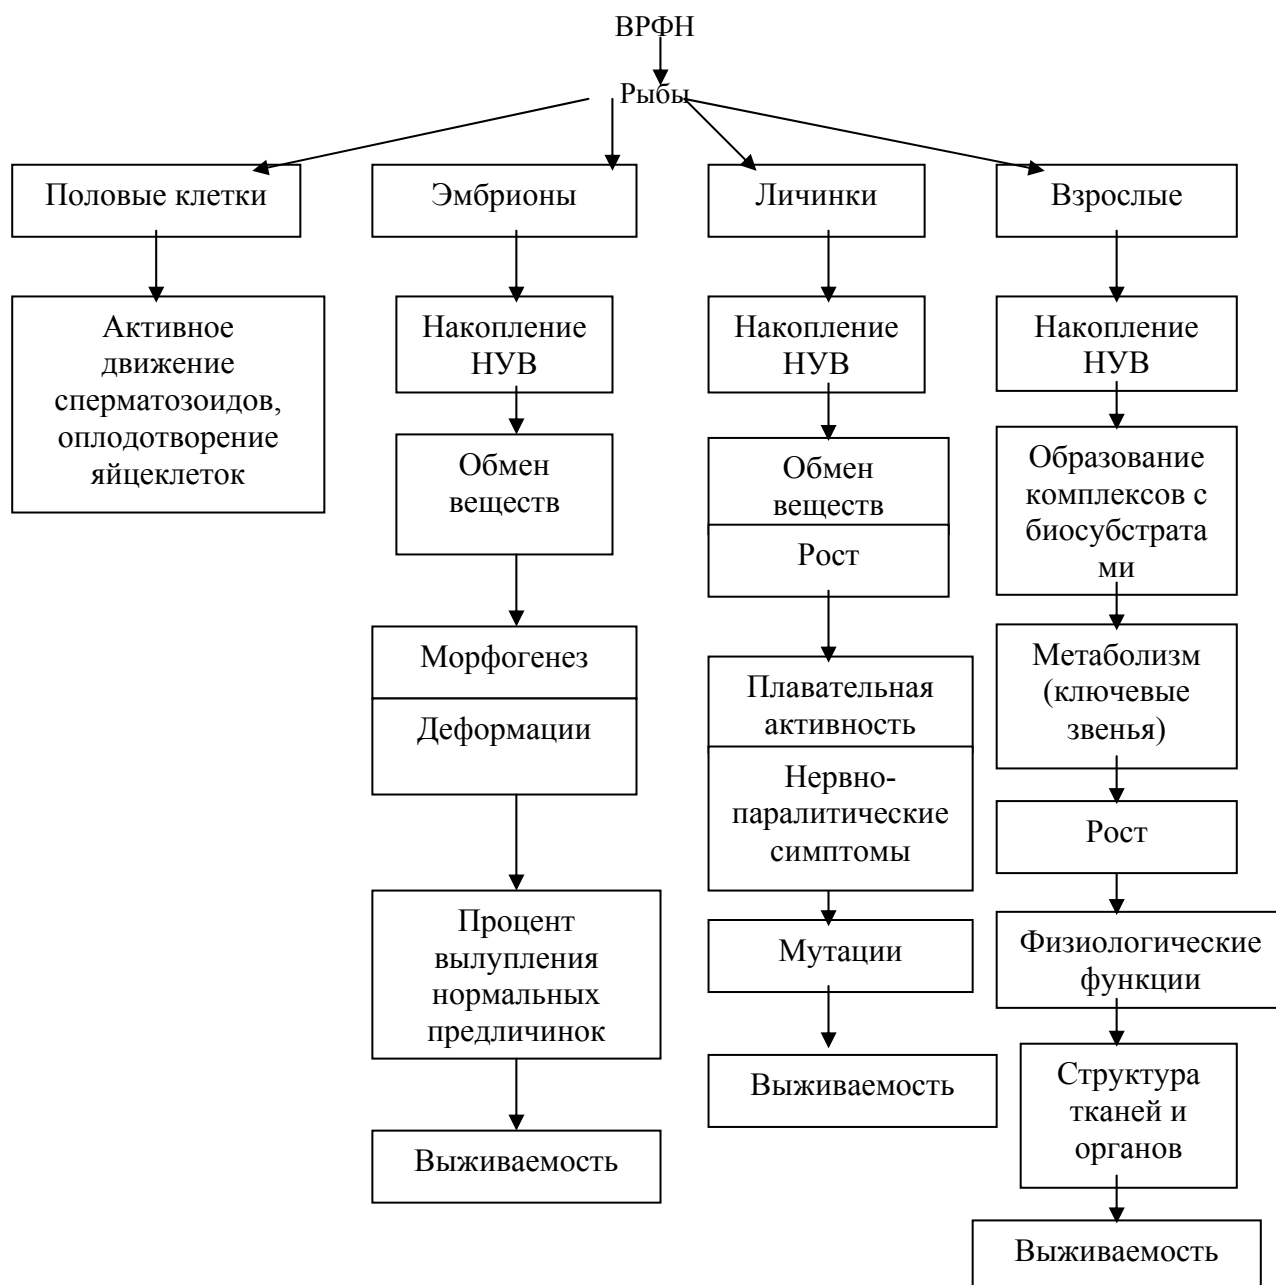 ВРФН
Рыбы
Половые клетки
Активное
движение
сперматозоидов,
оплодотворение
яйцеклеток
Эмбрионы
Накопление
НУВ
Обмен
веществ
Морфогенез
Деформации
Процент
вылупления
нормальных
предличинок
Выживаемость
Личинки
Накопление
НУВ
Обмен
веществ
Рост
Плавательная
активность
Нервно-
паралитические
симптомы
Мутации
Выживаемость
Взрослые
Накопление
НУВ
Образование
комплексов с
биосубстрата
ми
Метаболизм
(ключевые
звенья)
Рост
Физиологические
функции
Структура
тканей и
органов
Выживаемость